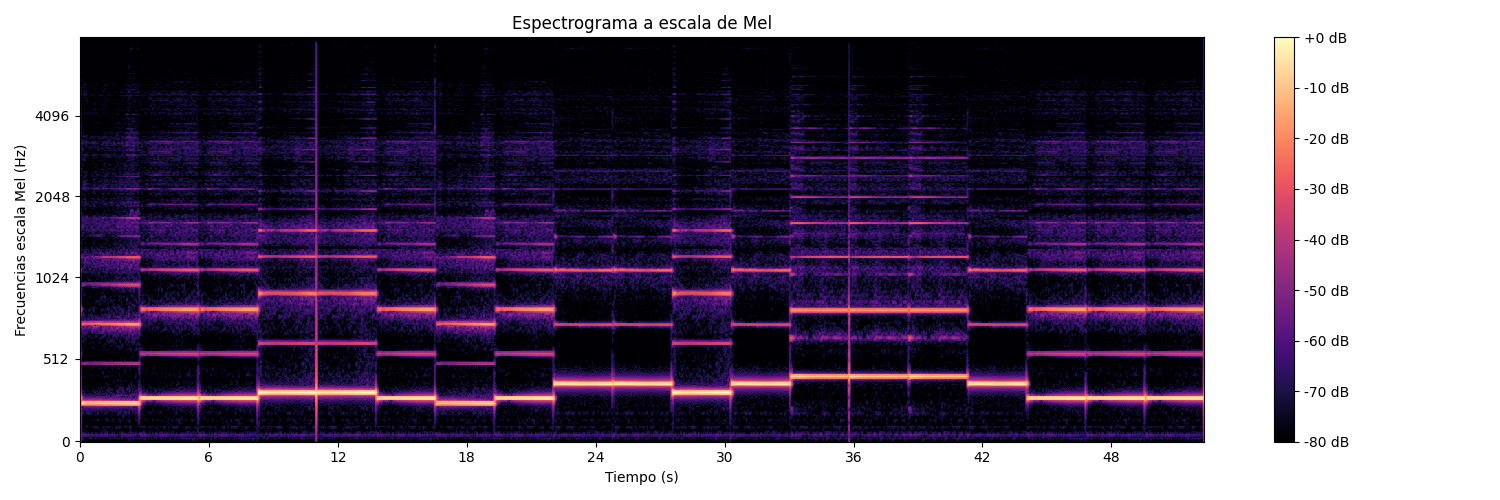 Espectrograma a escala de Mel
Frecuencias escala Mel (Hz)
4096
2048
1024
512
0
0 6 12 18 24 30 36 42 48
Tiempo (s)
+0 dB
-10 dB
-20 dB
-30 dB
-40 dB
-50 dB
-60 dB
-70 dB
-80 dB